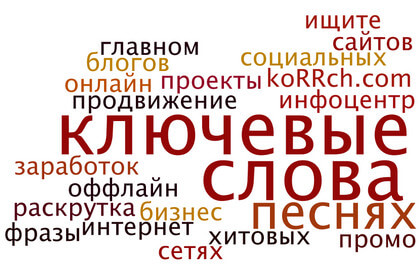 ищите
главном
сайтов
блогов
социальных
онлайн
проекты
koRRch.com
продвижение
инфоцентр
ключевые
заработок
слова
оффлайн
раскрутка
бизнес
песнях
фразы
интернет
хитовых
промо
сетях